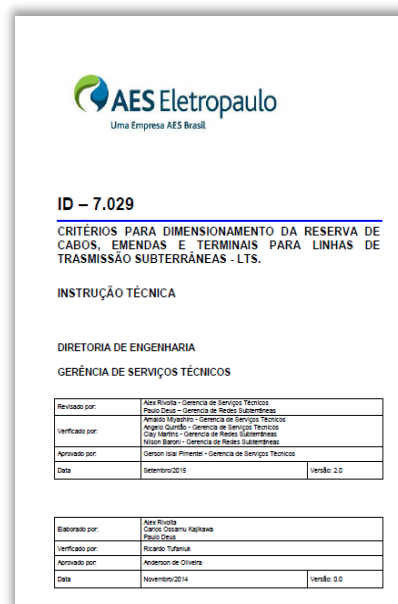 AES Eletropaulo
Uma Empresa AES Brasil
ID – 7.029
CRITÉRIOS PARA DIMENSIONAMENTO DA RESERVA DE
CABOS, EMENDAS E TERMINAIS PARA LINHAS DE
TRASMISSÃO SUBTERRÂNEAS - LTS.
INSTRUÇÃO TÉCNICA
DIRETORIA DE ENGENHARIA
GERÊNCIA DE SERVIÇOS TÉCNICOS
Revisado por:
Alex Rivolta - Gerencia de Serviços Técnicos
Paulo Deus – Gerencia de Redes Subterrâneas
Verificado por:
Arnaldo Miyashiro - Gerencia de Serviços Técnicos
Angelo Quintão - Gerencia de Serviços Técnicos
Clay Martins - Gerencia de Redes Subterrâneas
Nilson Baroni - Gerencia de Redes Subterrâneas
Aprovado por:
Gerson Islai Pimentel - Gerencia de Serviços Técnicos
Data
Setembro/2015
Versão: 2.0
Elaborado por:
Alex Rivolta
Carlos Ossamu Kajikawa
Paulo Deus
Verificado por:
Ricardo Tufaniuk
Aprovado por:
Anderson de Oliveira
Data
Novembro/2014
Versão: 0.0